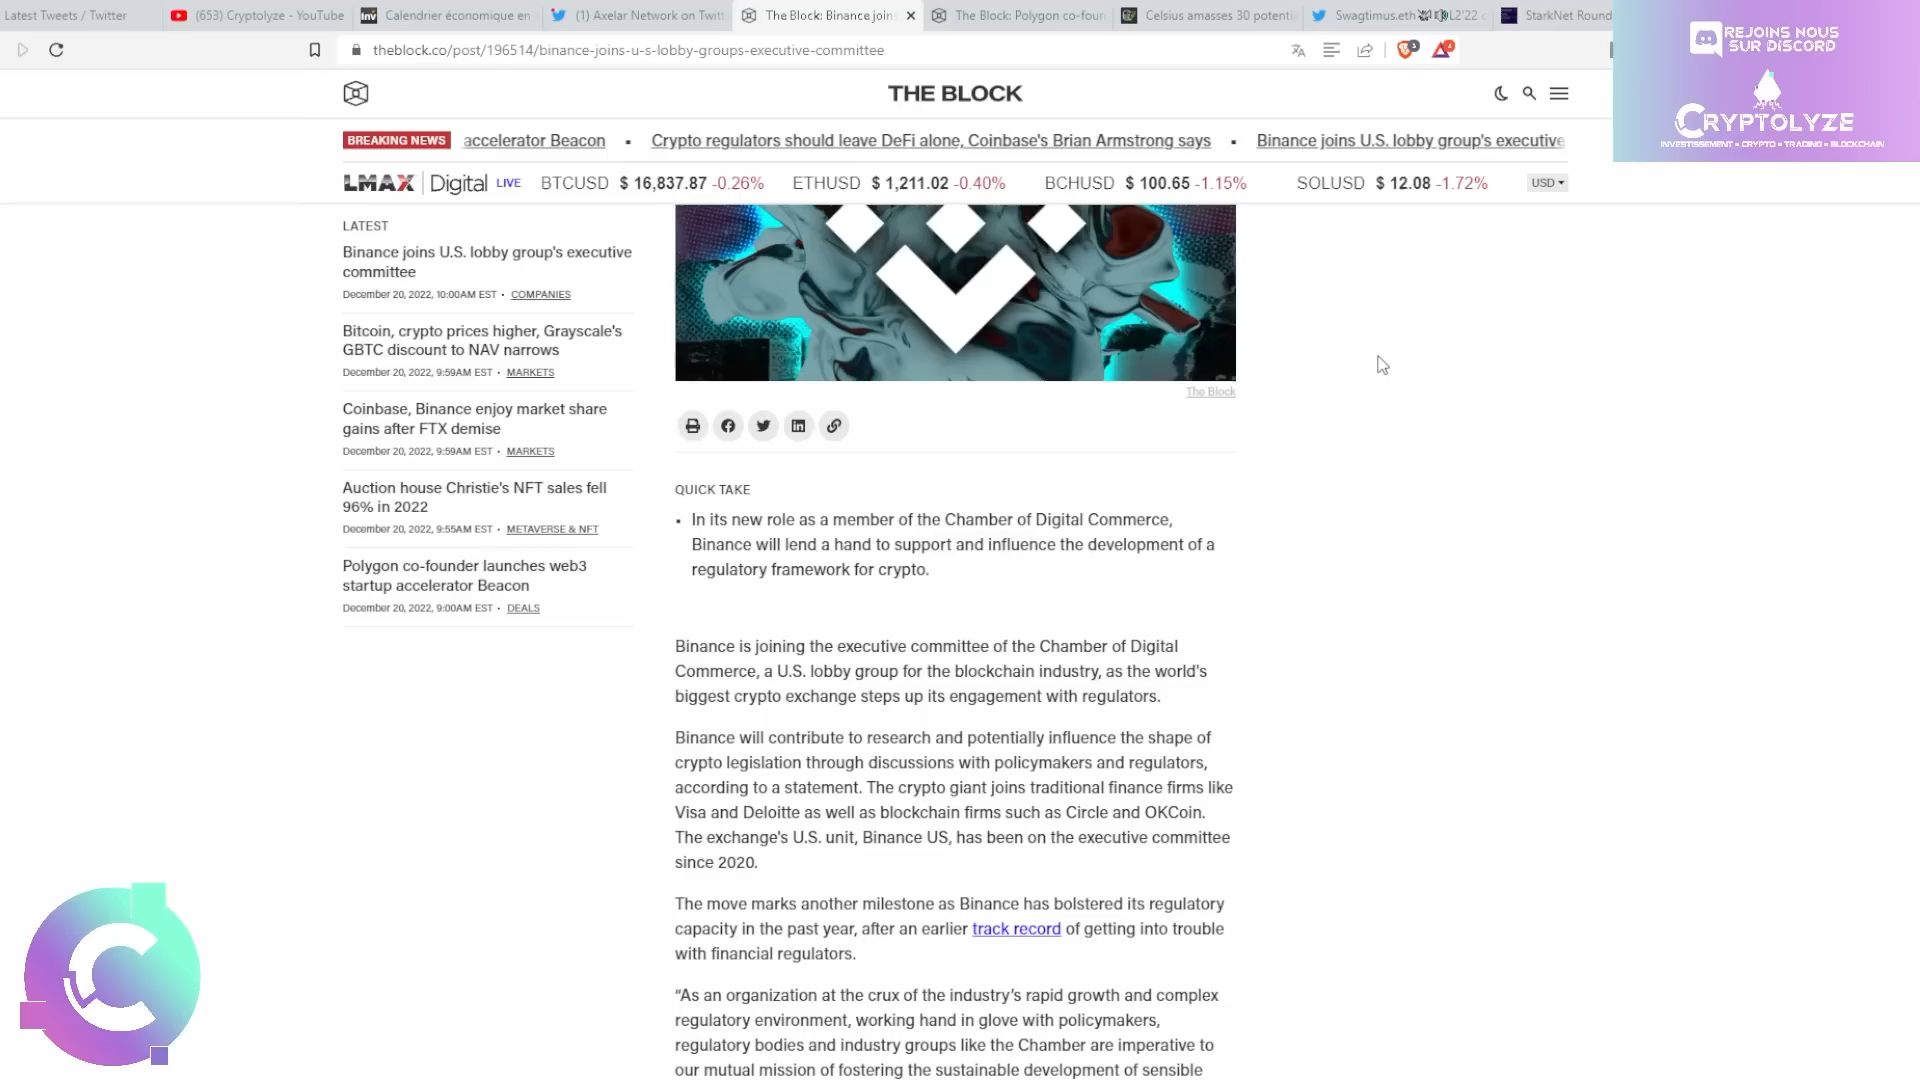 Latest Tweets / Twitter
(653) Cryptolyze - YouTube
Inv
Calendrier économique en
(1) Axelar Network on Twit
The Block: Binance join
The Block: Polygon co-foun
Celsius amasses 30 potenti
Swagtimus.eth
L2'22
StarkNet Round
theblock.co/post/196514/binance-joins-u-s-lobby-groups-executive-committee
REJOINS NOUS
SUR DISCORD
CRYPTOLYZE
INVESTISSEMENT • CRYPTO • TRADING • BLOCKCHAIN
THE BLOCK
BREAKING NEWS
accelerator Beacon ▪ Crypto regulators should leave DeFi alone, Coinbase's Brian Armstrong says ▪ Binance joins U.S. lobby group's executive
LMAX Digital LIVE BTCUSD $ 16,837.87 -0.26% ETHUSD $ 1,211.02 -0.40% BCHUSD $ 100.65 -1.15% SOLUSD $ 12.08 -1.72% USD
LATEST
Binance joins U.S. lobby group's executive
committee
December 20, 2022, 10:00AM EST • COMPANIES
Bitcoin, crypto prices higher, Grayscale's
GBTC discount to NAV narrows
December 20, 2022, 9:59AM EST • MARKETS
Coinbase, Binance enjoy market share
gains after FTX demise
December 20, 2022, 9:59AM EST • MARKETS
Auction house Christie's NFT sales fell
96% in 2022
December 20, 2022, 9:55AM EST • METAVERSE & NFT
Polygon co-founder launches web3
startup accelerator Beacon
December 20, 2022, 9:00AM EST • DEALS
The Block
QUICK TAKE
• In its new role as a member of the Chamber of Digital Commerce,
Binance will lend a hand to support and influence the development of a
regulatory framework for crypto.
Binance is joining the executive committee of the Chamber of Digital
Commerce, a U.S. lobby group for the blockchain industry, as the world's
biggest crypto exchange steps up its engagement with regulators.
Binance will contribute to research and potentially influence the shape of
crypto legislation through discussions with policymakers and regulators,
according to a statement. The crypto giant joins traditional finance firms like
Visa and Deloitte as well as blockchain firms such as Circle and OKCoin.
The exchange's U.S. unit, Binance US, has been on the executive committee
since 2020.
The move marks another milestone as Binance has bolstered its regulatory
capacity in the past year, after an earlier track record of getting into trouble
with financial regulators.
“As an organization at the crux of the industry’s rapid growth and complex
regulatory environment, working hand in glove with policymakers,
regulatory bodies and industry groups like the Chamber are imperative to
our mutual mission of fostering the sustainable development of sensible